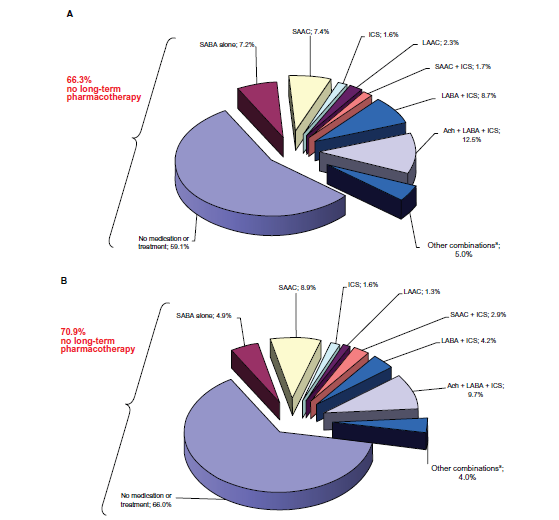 A
SAAC; 7.4%
ICS; 1.6%
SABA alone; 7.2%
LAAC; 2.3%
SAAC + ICS; 1.7%
66.3%
no long-term
pharmacotherapy
LABA + ICS; 8.7%
Ach + LABA + ICS;
12.5%
No medication or
treatment; 59.1%
Other combinationsᵃ;
5.0%
B
SAAC; 8.9%
ICS; 1.6%
LAAC; 1.3%
SABA alone; 4.9%
SAAC + ICS; 2.9%
70.9%
no long-term
pharmacotherapy
LABA + ICS; 4.2%
Ach + LABA + ICS;
9.7%
Other combinationsᵃ;
4.0%
No medication or
treatment; 66.0%